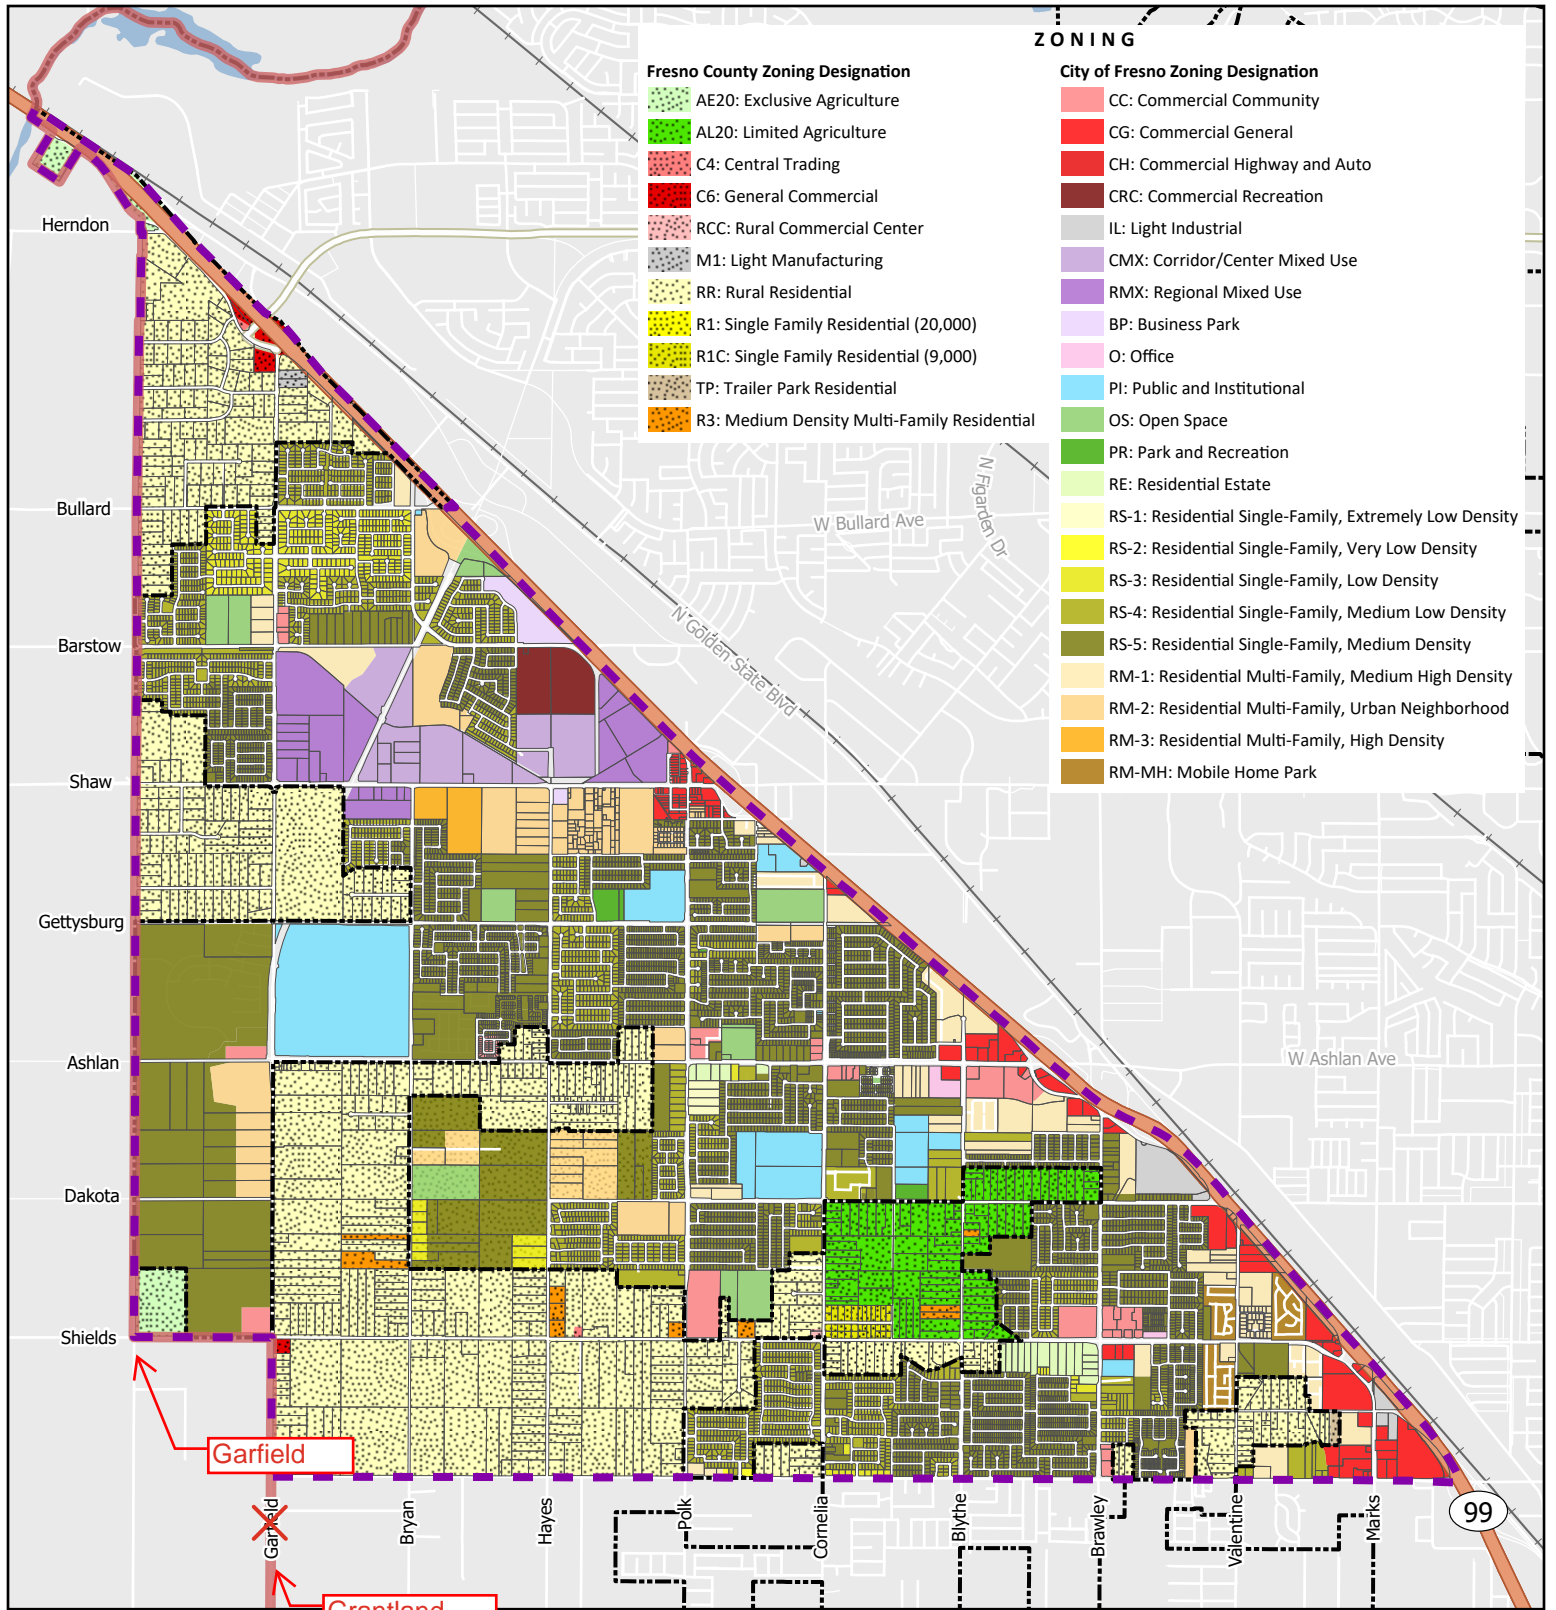 ZONING
Fresno County Zoning Designation
AE20: Exclusive Agriculture
AL20: Limited Agriculture
C4: Central Trading
C6: General Commercial
RCC: Rural Commercial Center
M1: Light Manufacturing
RR: Rural Residential
R1: Single Family Residential (20,000)
R1C: Single Family Residential (9,000)
TP: Trailer Park Residential
R3: Medium Density Multi-Family Residential
City of Fresno Zoning Designation
CC: Commercial Community
CG: Commercial General
CH: Commercial Highway and Auto
CRC: Commercial Recreation
IL: Light Industrial
CMX: Corridor/Center Mixed Use
RMX: Regional Mixed Use
BP: Business Park
O: Office
PI: Public and Institutional
OS: Open Space
PR: Park and Recreation
RE: Residential Estate
RS-1: Residential Single-Family, Extremely Low Density
RS-2: Residential Single-Family, Very Low Density
RS-3: Residential Single-Family, Low Density
RS-4: Residential Single-Family, Medium Low Density
RS-5: Residential Single-Family, Medium Density
RM-1: Residential Multi-Family, Medium High Density
RM-2: Residential Multi-Family, Urban Neighborhood
RM-3: Residential Multi-Family, High Density
RM-MH: Mobile Home Park
Herndon
Bullard
Barstow
Shaw
Gettysburg
Ashlan
Dakota
Shields
N Figarden Dr
W Bullard Ave
N Golden State Blvd
W Ashlan Ave
Garfield
Garfield
Bryan
Hayes
Polk
Cornelia
Blythe
Brawley
Valentine
Marks
99
Grantland